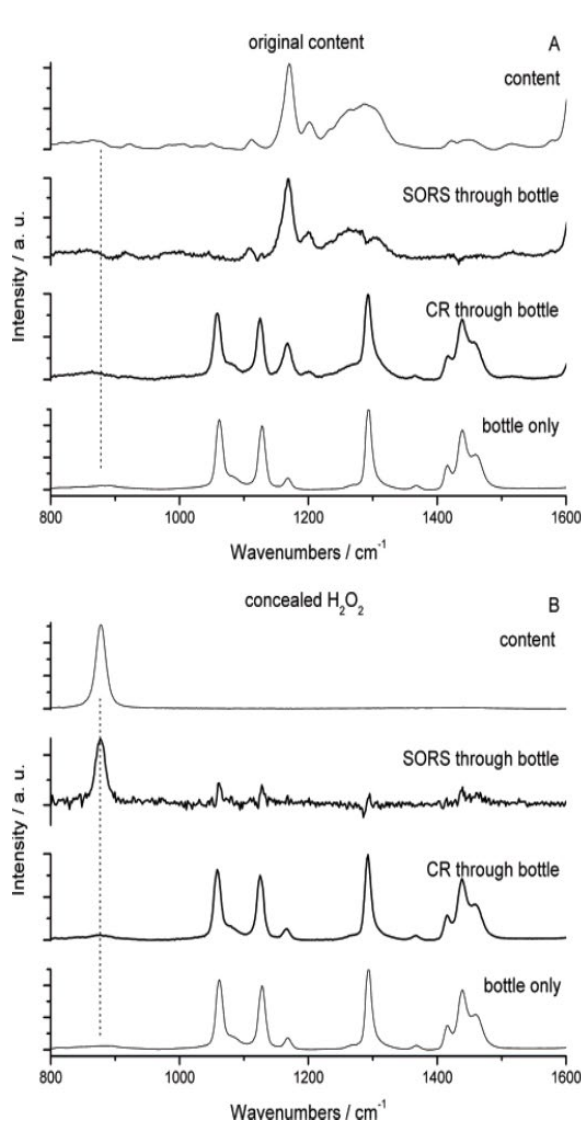 original content
A
content
SORS through bottle
CR through bottle
bottle only
Intensity / a. u.
800 1000 1200 1400 1600
Wavenumbers / cm⁻¹
concealed H₂O₂
B
content
SORS through bottle
CR through bottle
bottle only
Intensity / a. u.
800 1000 1200 1400 1600
Wavenumbers / cm⁻¹